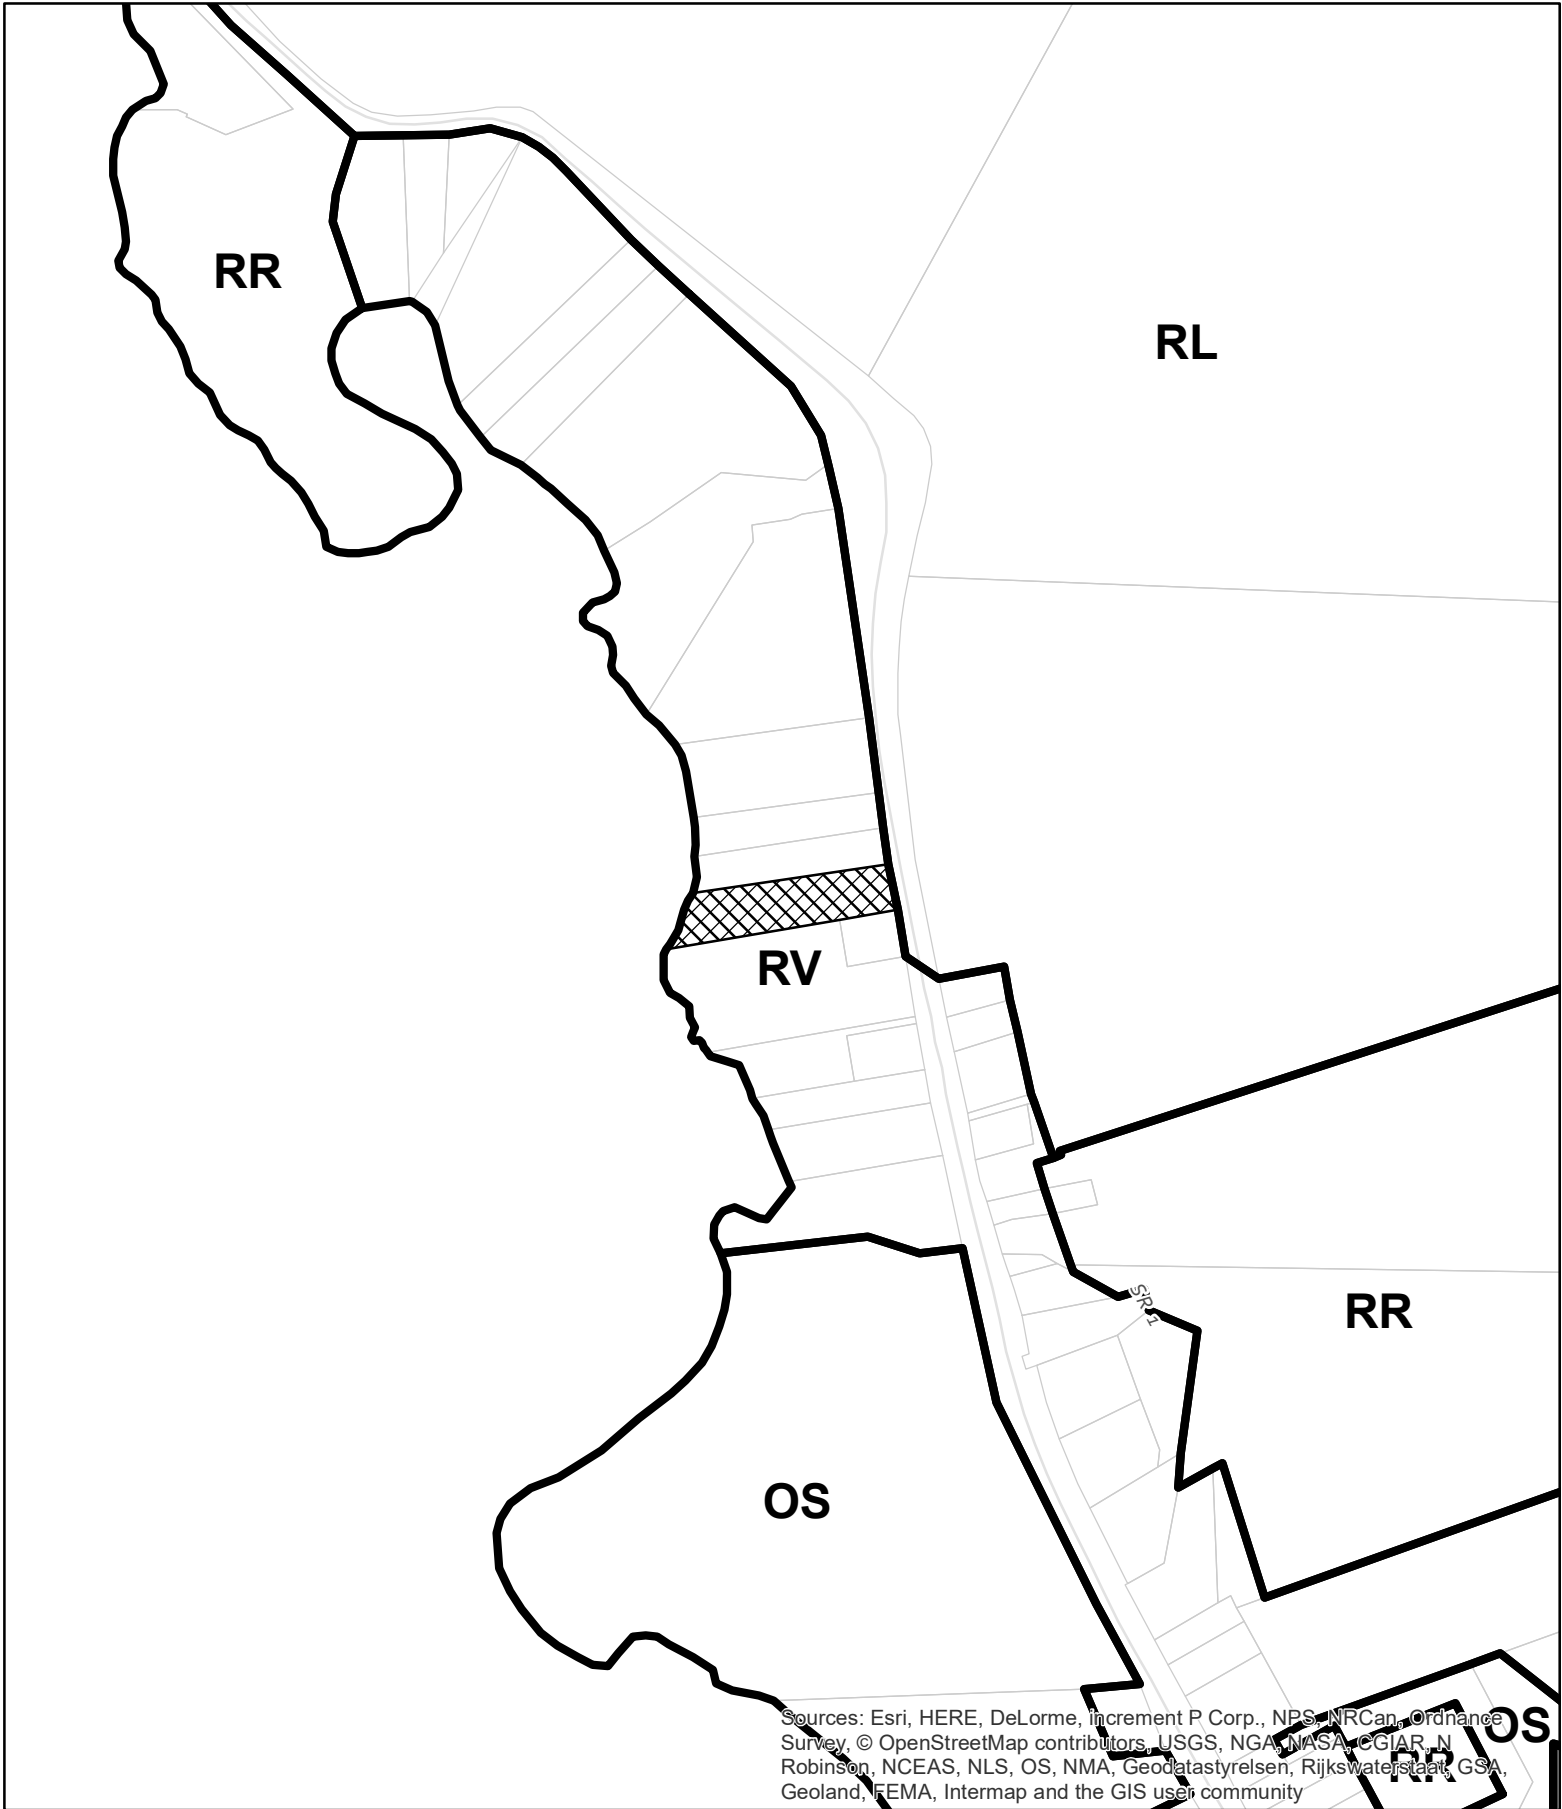 RR
RL
RV
SR-1
RR
OS
OS
RR
Sources: Esri, HERE, DeLorme, increment P Corp., NPS, NRCan, Ordnance
Survey, © OpenStreetMap contributors, USGS, NGA, NASA, CGIAR, N
Robinson, NCEAS, NLS, OS, NMA, Geodatastyrelsen, Rijkswaterstaat, GSA,
Geoland, FEMA, Intermap and the GIS user community